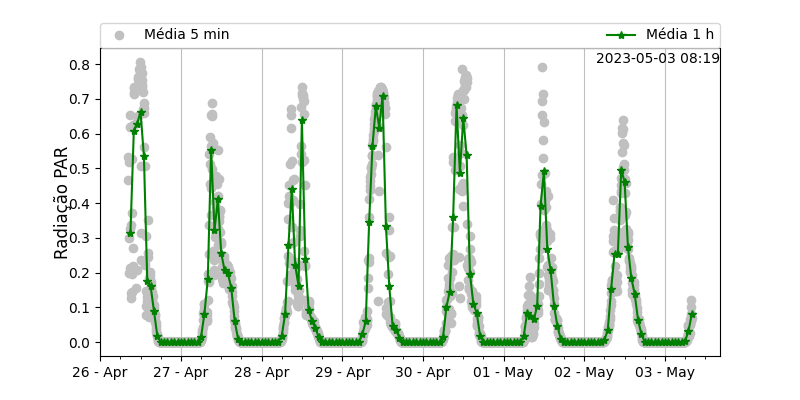 Média 5 min
Média 1 h
2023-05-03 08:19
Radiação PAR
0.8
0.7
0.6
0.5
0.4
0.3
0.2
0.1
0.0
26 - Apr
27 - Apr
28 - Apr
29 - Apr
30 - Apr
01 - May
02 - May
03 - May